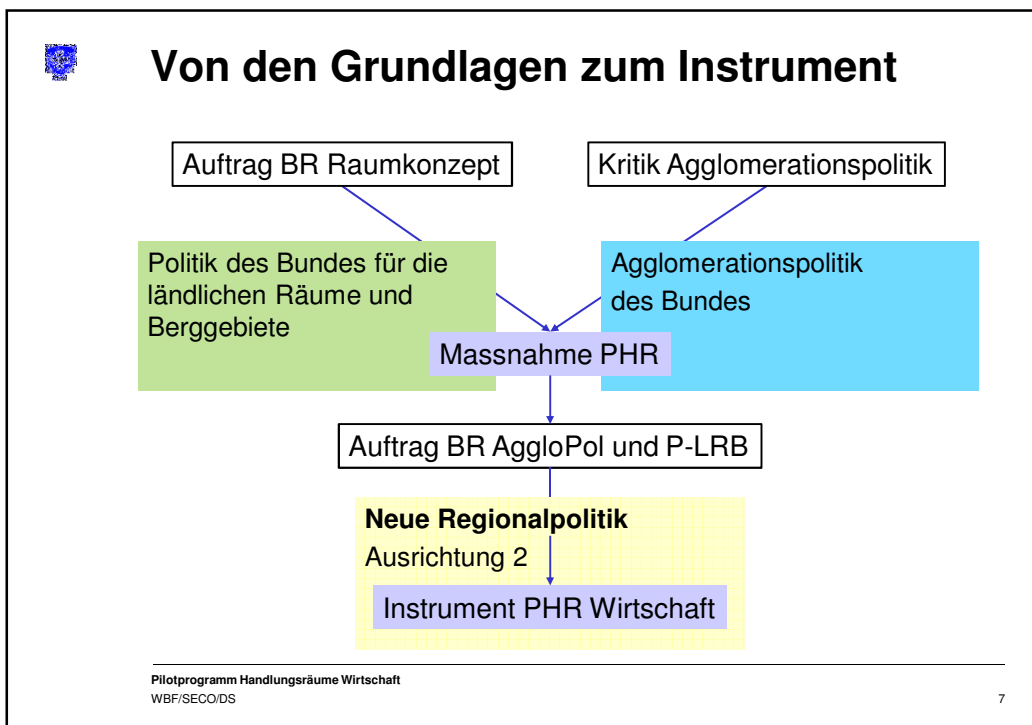 Von den Grundlagen zum Instrument
Auftrag BR Raumkonzept
Kritik Agglomerationspolitik
Politik des Bundes für die
ländlichen Räume und
Berggebiete
Agglomerationspolitik
des Bundes
Massnahme PHR
Auftrag BR AggloPol und P-LRB
Neue Regionalpolitik
Ausrichtung 2
Instrument PHR Wirtschaft
Pilotprogramm Handlungsräume Wirtschaft
WBF/SECO/DS
7